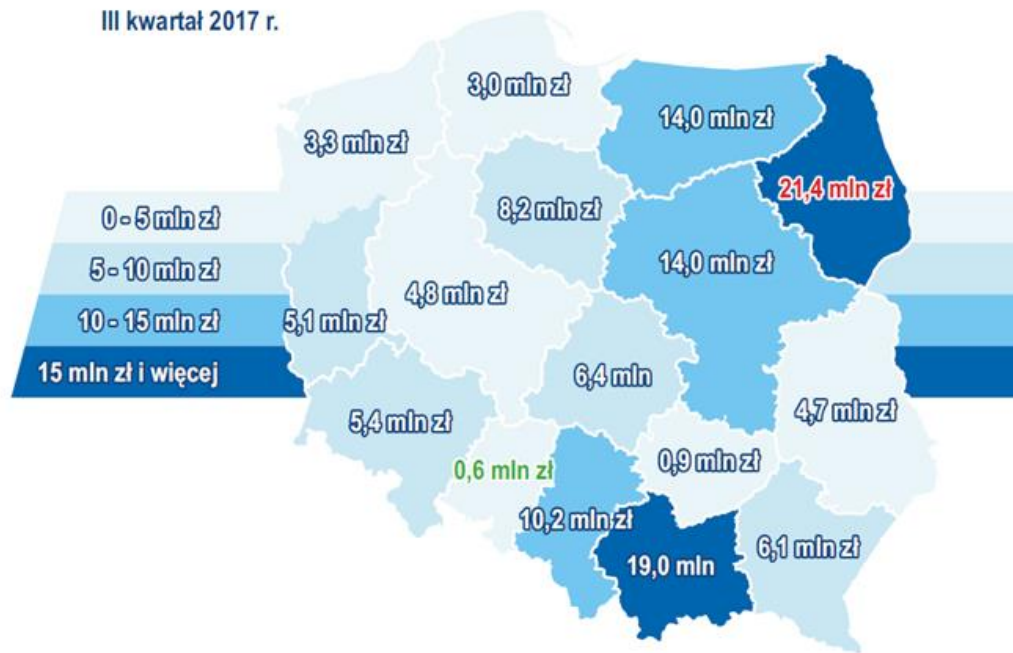 III kwartał 2017 r.
3,0 mln zł
14,0 mln zł
3,3 mln zł
21,4 mln zł
8,2 mln zł
0 - 5 mln zł
5 - 10 mln zł
14,0 mln zł
4,8 mln zł
10 - 15 mln zł
5,1 mln zł
15 mln zł i więcej
6,4 mln
4,7 mln zł
5,4 mln zł
0,9 mln zł
0,6 mln zł
10,2 mln zł
6,1 mln zł
19,0 mln